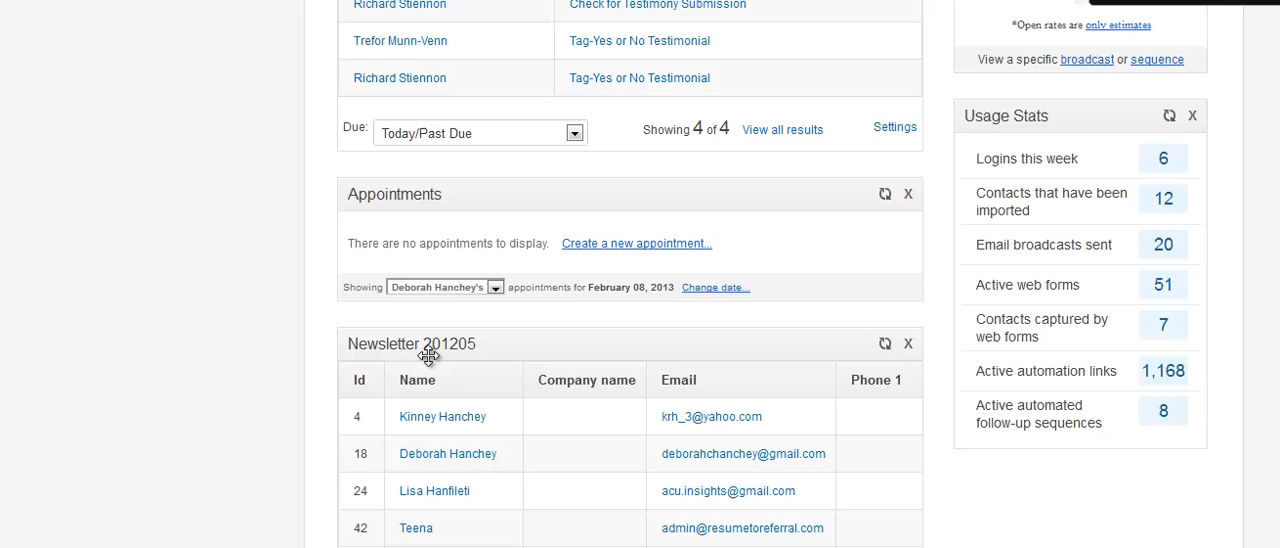 Richard Stiennon Check for Testimony Submission
Trefor Munn-Venn Tag-Yes or No Testimonial
Richard Stiennon Tag-Yes or No Testimonial
Due: Today/Past Due Showing 4 of 4 View all results Settings
Appointments X
There are no appointments to display. Create a new appointment...
Showing Deborah Hanchey's appointments for February 08, 2013 Change date...
Newsletter 201205 X
Id Name Company name Email Phone 1
4 Kinney Hanchey krh_3@yahoo.com
18 Deborah Hanchey deborahchanchey@gmail.com
24 Lisa Hanfileti acu.insights@gmail.com
42 Teena admin@resumetoreferral.com
*Open rates are only estimates
View a specific broadcast or sequence
Usage Stats X
Logins this week 6
Contacts that have been
imported 12
Email broadcasts sent 20
Active web forms 51
Contacts captured by
web forms 7
Active automation links 1,168
Active automated
follow-up sequences 8